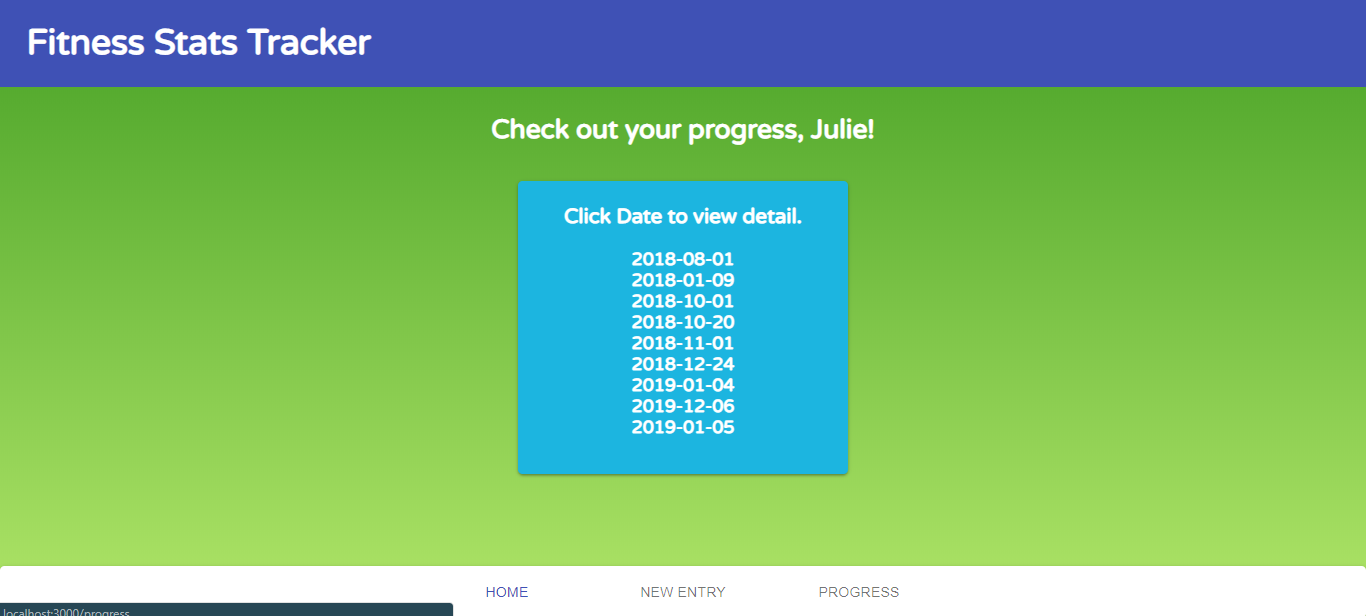 Fitness Stats Tracker
Check out your progress, Julie!
Click Date to view detail.
2018-08-01
2018-01-09
2018-10-01
2018-10-20
2018-11-01
2018-12-24
2019-01-04
2019-12-06
2019-01-05
HOME NEW ENTRY PROGRESS
localhost:3000/progress